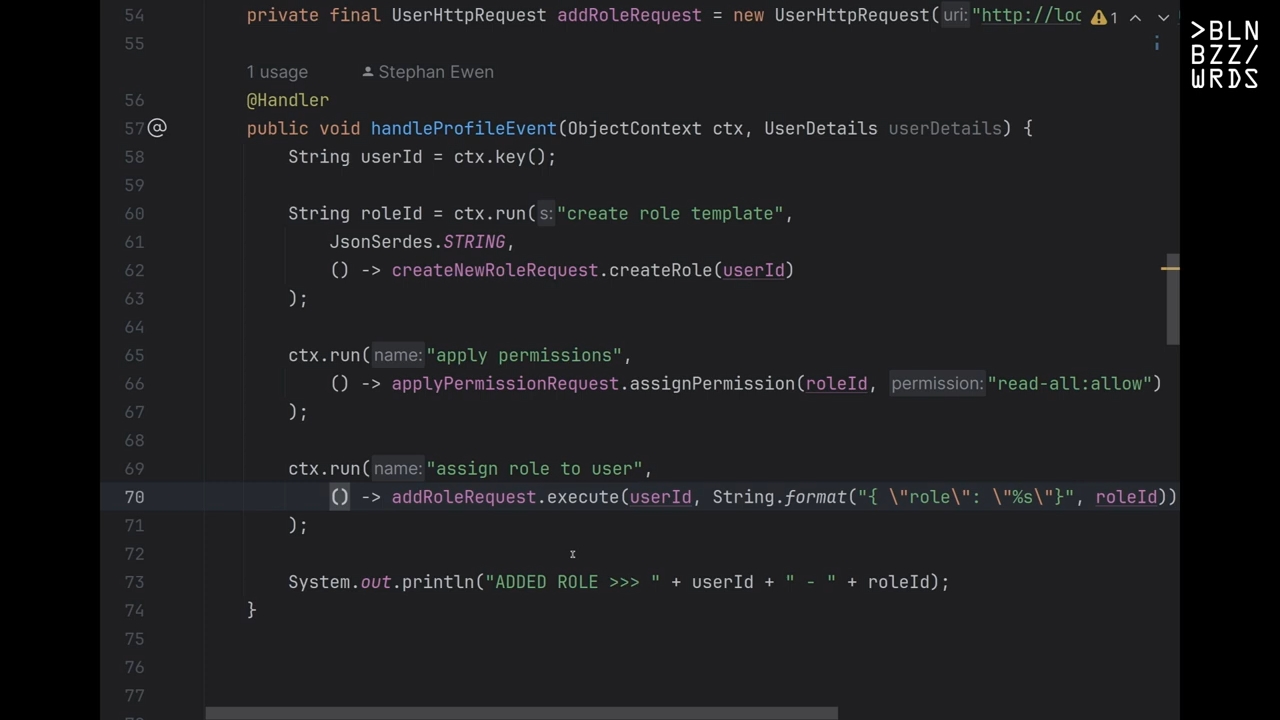 54 private final UserHttpRequest addRoleRequest = new UserHttpRequest( uri: "http://loc 1
55
1 usage Stephan Ewen
56 @Handler
57 @ public void handleProfileEvent(ObjectContext ctx, UserDetails userDetails) {
58 String userId = ctx.key();
59
60 String roleId = ctx.run( s: "create role template",
61 JsonSerdes.STRING,
62 () -> createNewRoleRequest.createRole(userId)
63 );
64
65 ctx.run( name: "apply permissions",
66 () -> applyPermissionRequest.assignPermission(roleId, permission: "read-all:allow")
67 );
68
69 ctx.run( name: "assign role to user",
70 () -> addRoleRequest.execute(userId, String.format("{ \"role\": \"%s\"}", roleId))
71 );
72
73 System.out.println("ADDED ROLE >>> " + userId + " - " + roleId);
74 }
75
76
77
>BLN
BZZ/
WRDS